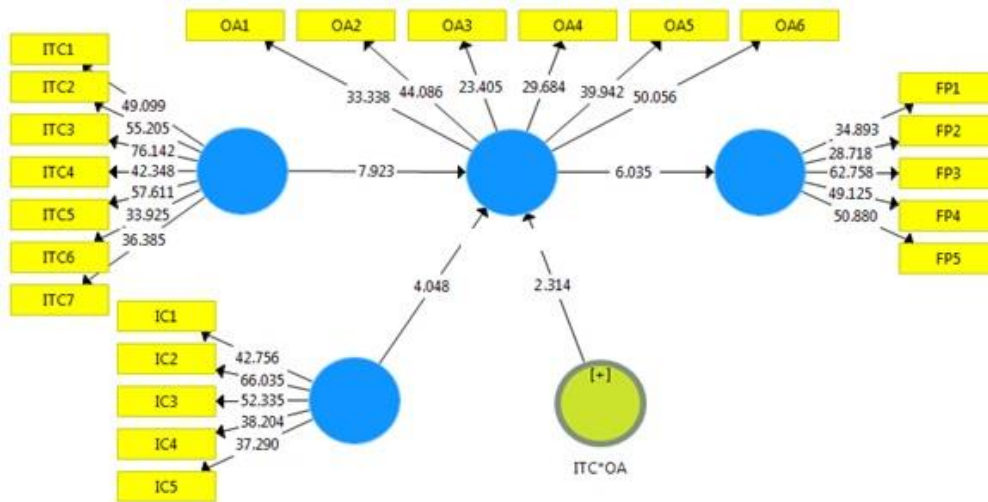 OA1
OA2
OA3
OA4
OA5
OA6
ITC1
ITC2
ITC3
ITC4
ITC5
ITC6
ITC7
49.099
55.205
76.142
42.348
57.611
33.925
36.385
33.338
44.086
23.405
29.684
39.942
50.056
FP1
FP2
FP3
FP4
FP5
34.893
28.718
62.758
49.125
50.880
7.923
6.035
4.048
2.314
IC1
IC2
IC3
IC4
IC5
42.756
66.035
52.335
38.204
37.290
[+]
ITC*OA